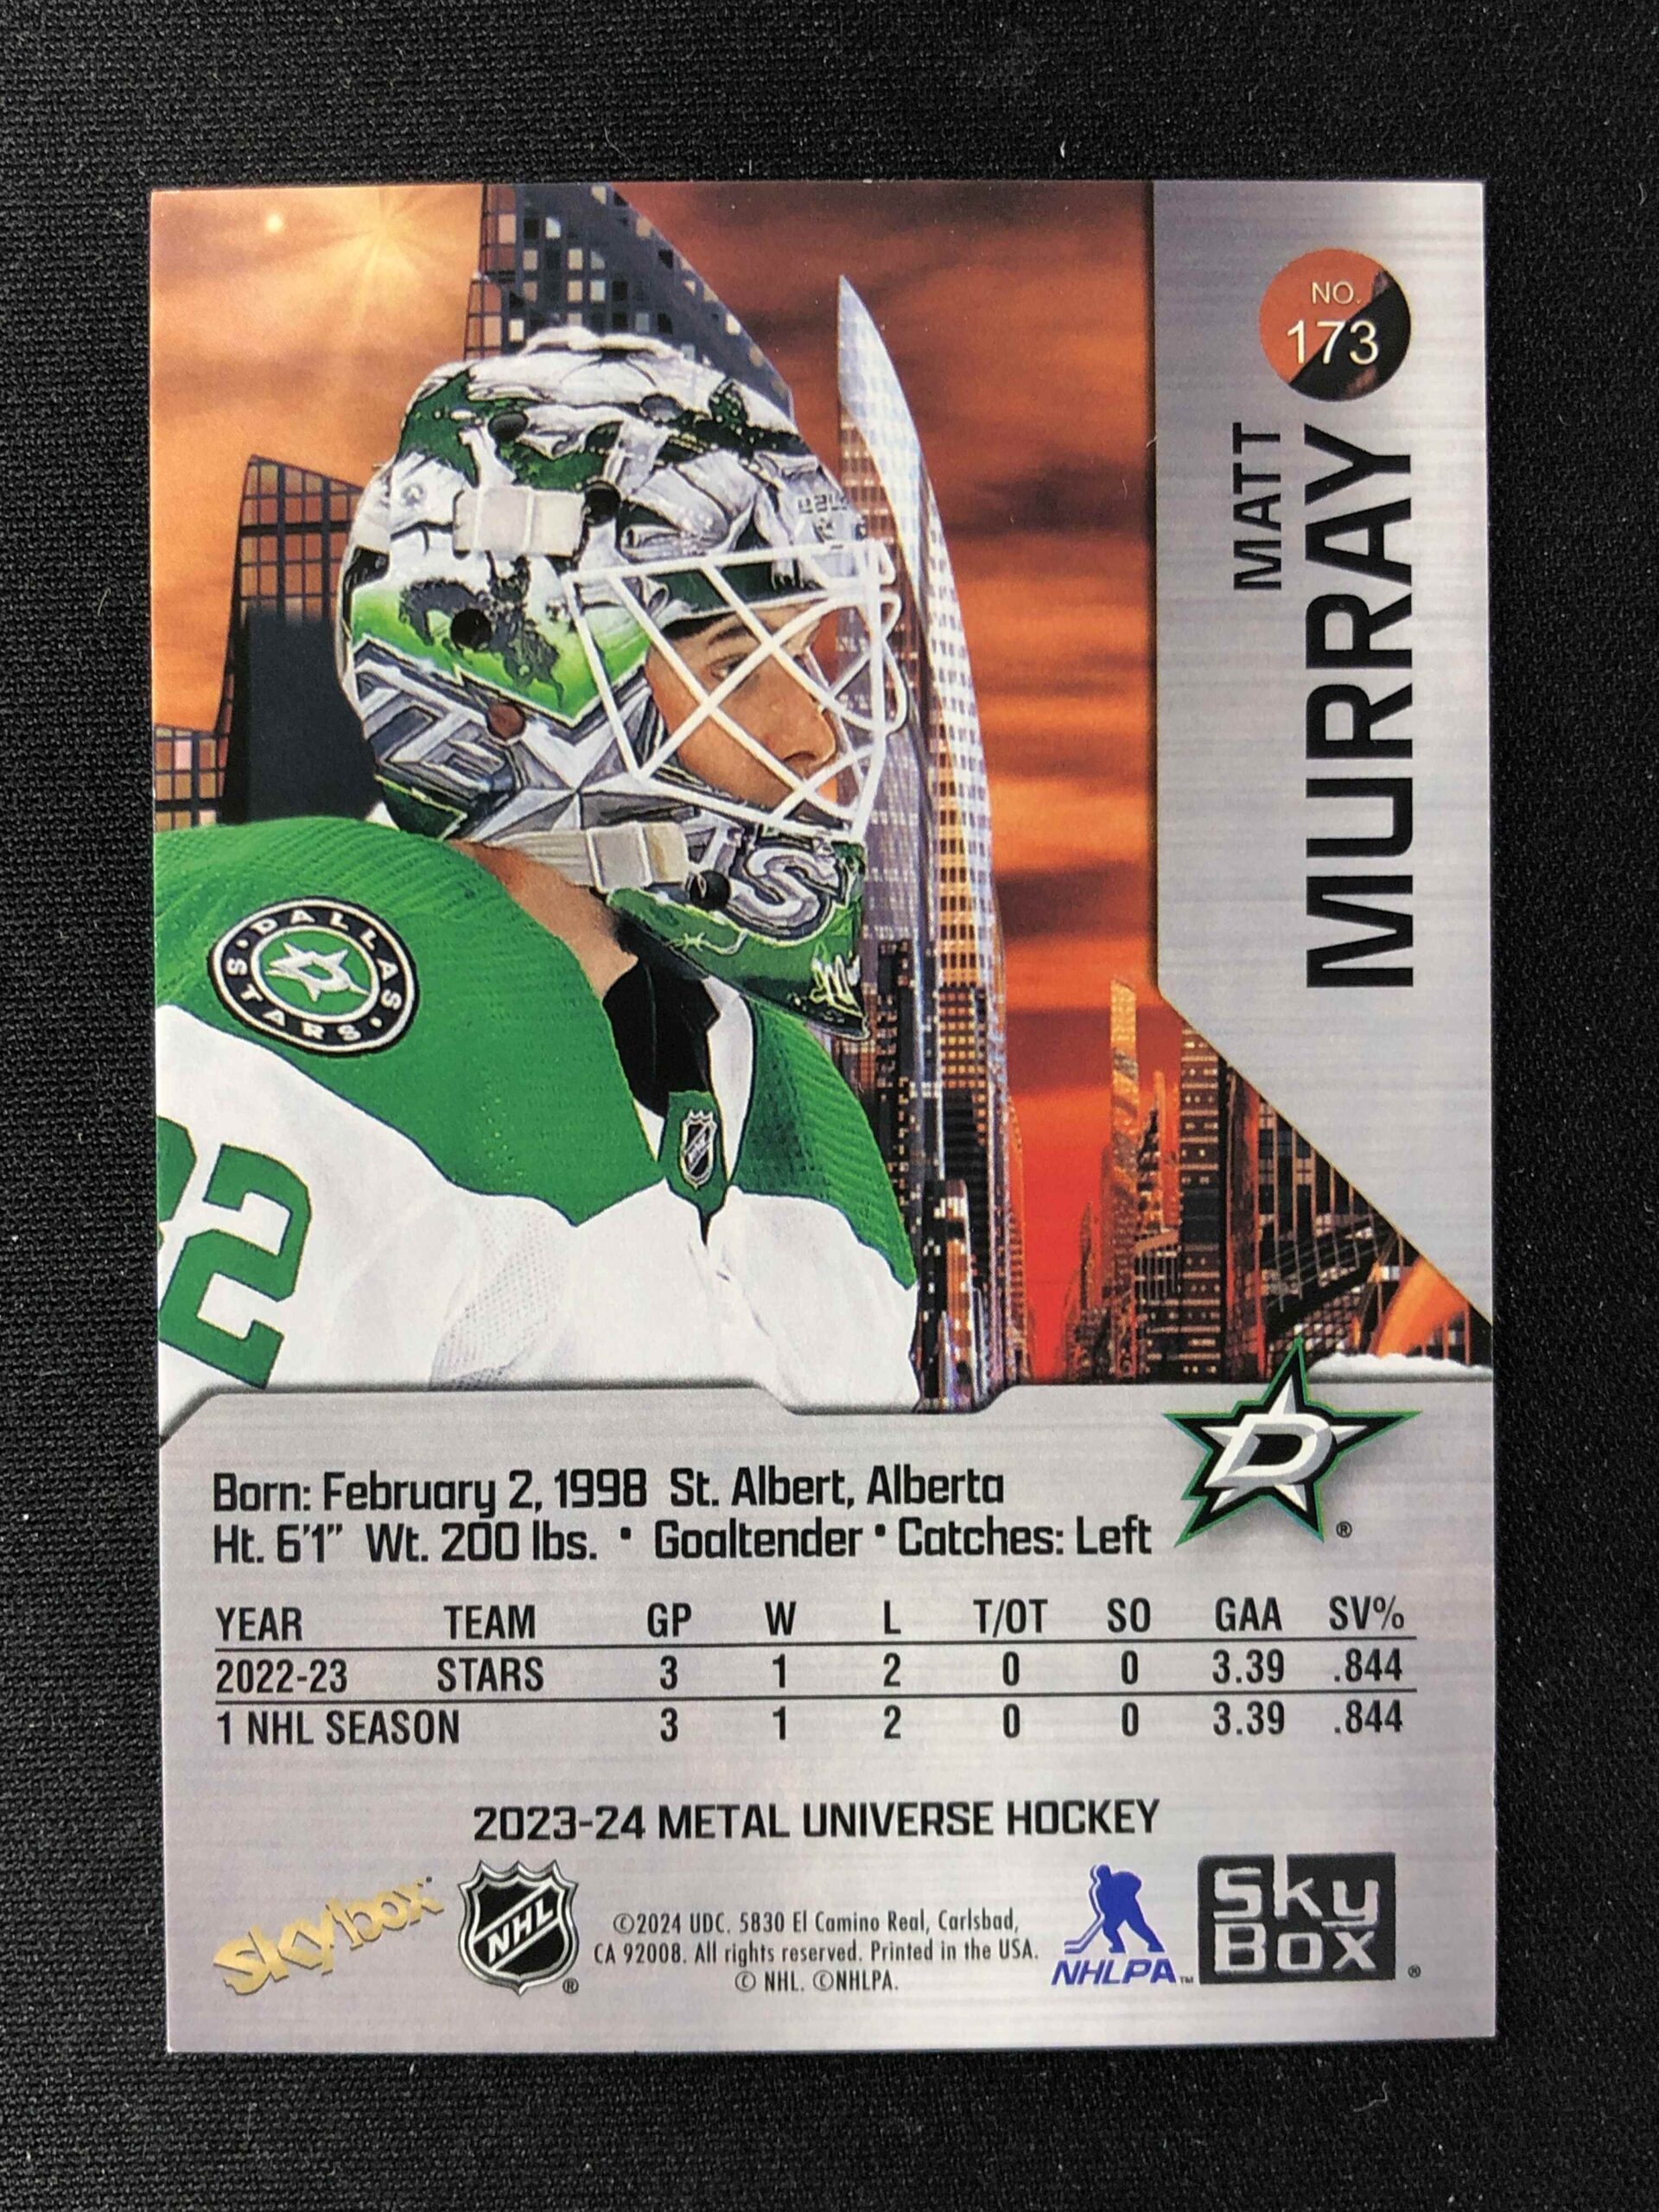 NO.
173
MATT
MURRAY
DALLAS
STARS
2
S
Born: February 2, 1998 St. Albert, Alberta
Ht. 6'1" Wt. 200 lbs. • Goaltender • Catches: Left
D
®
YEAR TEAM GP W L T/OT SO GAA SV%
2022-23 STARS 3 1 2 0 0 3.39 .844
1 NHL SEASON 3 1 2 0 0 3.39 .844
2023-24 METAL UNIVERSE HOCKEY
skybox
NHL
®
©2024 UDC. 5830 El Camino Real, Carlsbad,
CA 92008. All rights reserved. Printed in the USA.
© NHL. ©NHLPA.
NHLPA™
Sky
Box
®